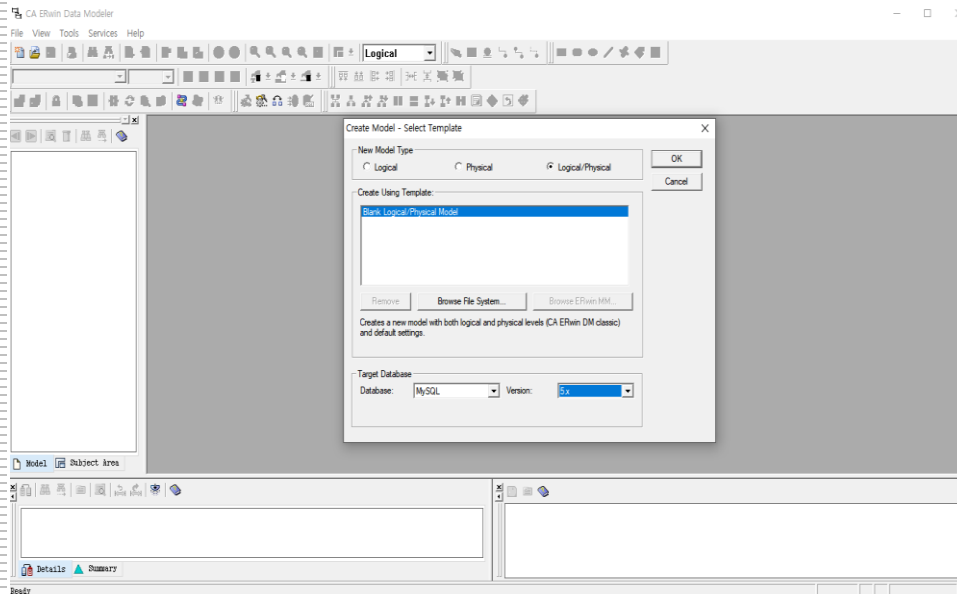 CA ERwin Data Modeler
File View Tools Services Help
Logical
Create Model - Select Template
New Model Type
Logical Physical Logical/Physical
OK
Cancel
Create Using Template:
Blank Logical/Physical Model
Remove Browse File System... Browse ERwin MM...
Creates a new model with both logical and physical levels (CA ERwin DM classic)
and default settings.
Target Database
Database: MySQL Version: 5.x
Model Subject Area
Details Summary
Ready